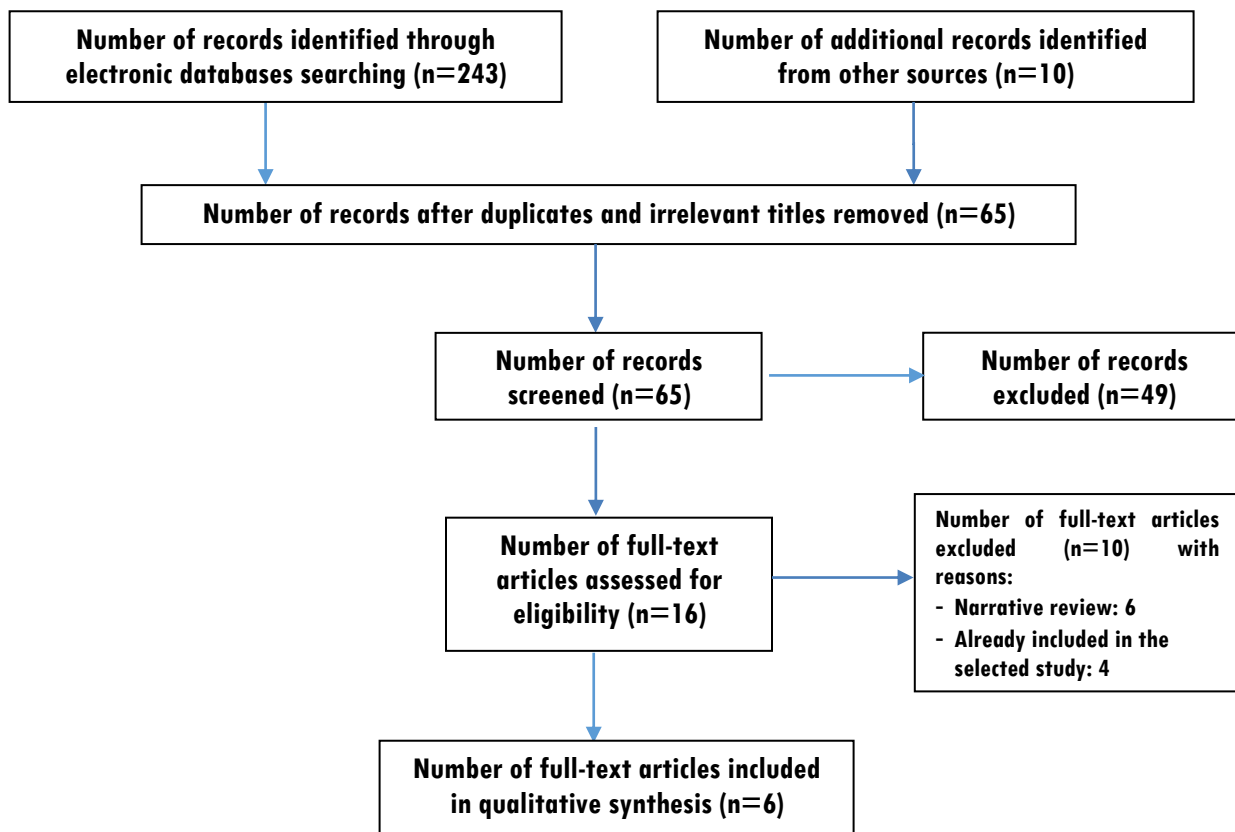 Number of records identified through
electronic databases searching (n=243)
Number of additional records identified
from other sources (n=10)
Number of records after duplicates and irrelevant titles removed (n=65)
Number of records
screened (n=65)
Number of records
excluded (n=49)
Number of full-text
articles assessed for
eligibility (n=16)
Number of full-text articles
excluded (n=10) with
reasons:
- Narrative review: 6
- Already included in the
selected study: 4
Number of full-text articles included
in qualitative synthesis (n=6)